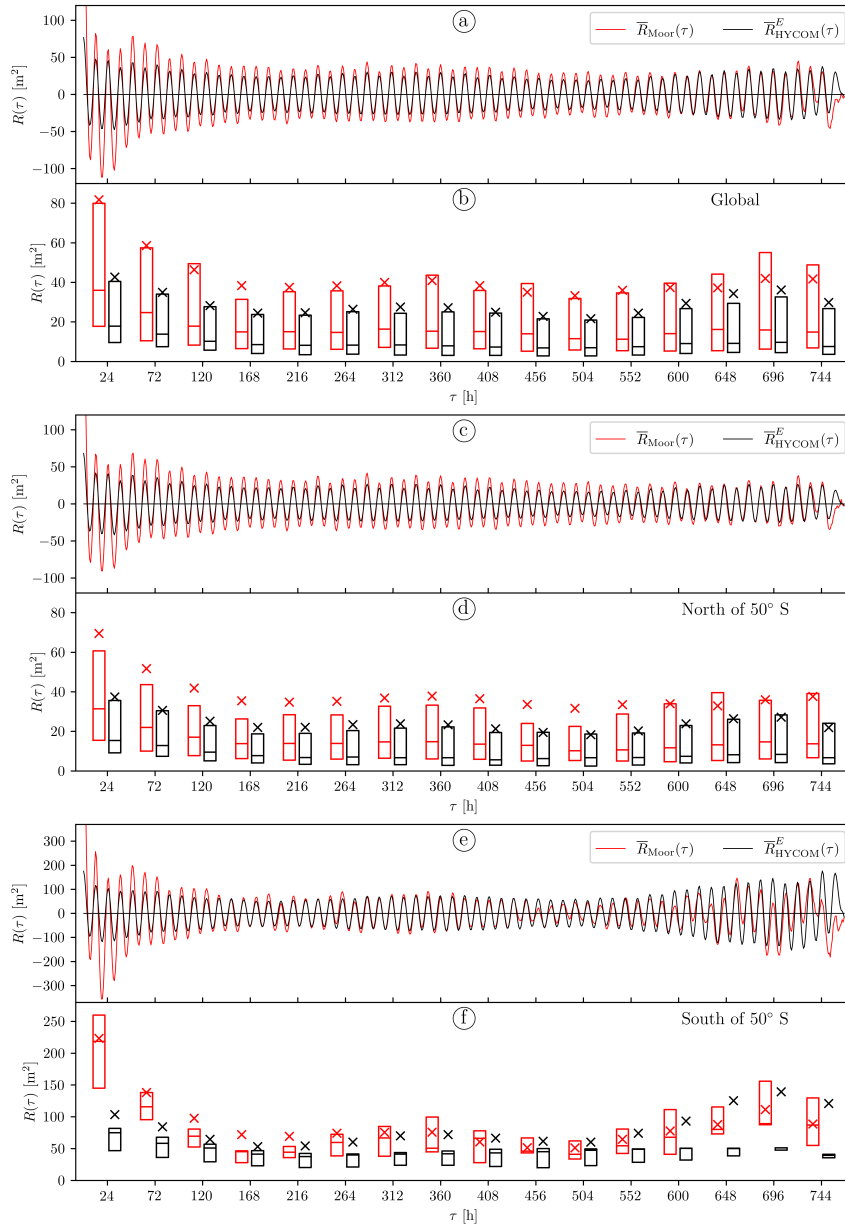 a
R̅_Moor(τ) R̅^E_HYCOM(τ)
R(τ) [m²]
100
50
0
−50
−100
b
Global
R(τ) [m²]
80
60
40
20
0
24 72 120 168 216 264 312 360 408 456 504 552 600 648 696 744
τ [h]
c
R̅_Moor(τ) R̅^E_HYCOM(τ)
R(τ) [m²]
100
50
0
−50
−100
d
North of 50° S
R(τ) [m²]
80
60
40
20
0
24 72 120 168 216 264 312 360 408 456 504 552 600 648 696 744
τ [h]
e
R̅_Moor(τ) R̅^E_HYCOM(τ)
R(τ) [m²]
300
200
100
0
−100
−200
−300
f
South of 50° S
R(τ) [m²]
250
200
150
100
50
0
24 72 120 168 216 264 312 360 408 456 504 552 600 648 696 744
τ [h]